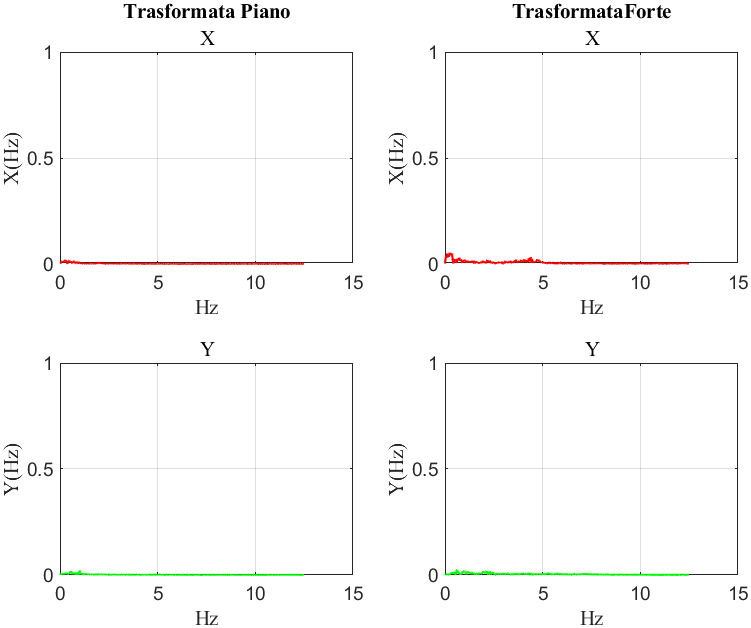 Trasformata Piano
X
1
0.5
0
X(Hz)
0 5 10 15
Hz
TrasformataForte
X
1
0.5
0
X(Hz)
0 5 10 15
Hz
Y
1
0.5
0
Y(Hz)
0 5 10 15
Hz
Y
1
0.5
0
Y(Hz)
0 5 10 15
Hz